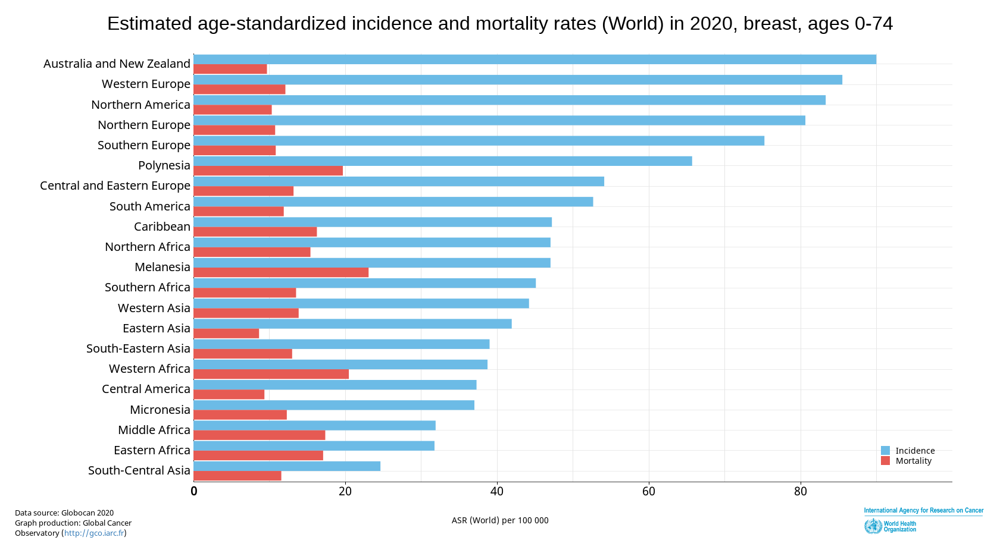 Estimated age-standardized incidence and mortality rates (World) in 2020, breast, ages 0-74
Australia and New Zealand
Western Europe
Northern America
Northern Europe
Southern Europe
Polynesia
Central and Eastern Europe
South America
Caribbean
Northern Africa
Melanesia
Southern Africa
Western Asia
Eastern Asia
South-Eastern Asia
Western Africa
Central America
Micronesia
Middle Africa
Eastern Africa
South-Central Asia
Incidence
Mortality
0 20 40 60 80
ASR (World) per 100 000
Data source: Globocan 2020
Graph production: Global Cancer
Observatory (http://gco.iarc.fr)
International Agency for Research on Cancer
World Health
Organization